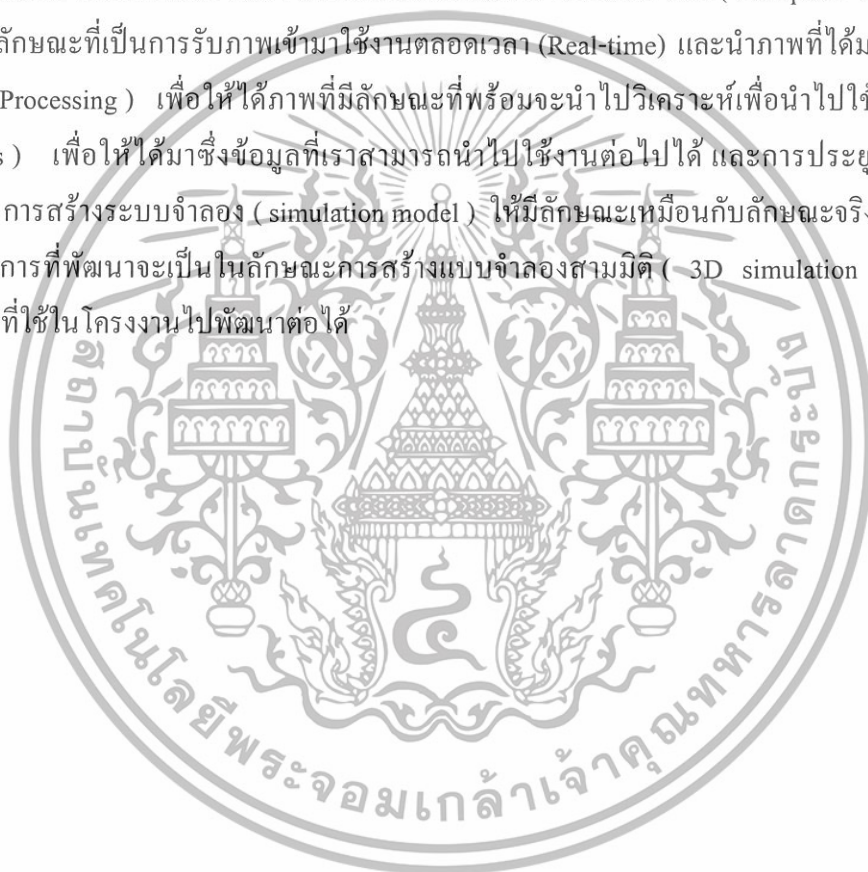 ลักษณะที่เป็นการรับภาพเข้ามาใช้งานตลอดเวลา (Real-time) และนำภาพที่ได้ม
Processing ) เพื่อให้ได้ภาพที่มีลักษณะที่พร้อมจะนำไปวิเคราะห์เพื่อนำไปใช้
s ) เพื่อให้ได้มาซึ่งข้อมูลที่เราสามารถนำไปใช้งานต่อไปได้ และการประยุ
การสร้างระบบจำลอง ( simulation model ) ให้มีลักษณะเหมือนกับลักษณะจริง
การที่พัฒนาจะเป็นในลักษณะการสร้างแบบจำลองสามมิติ ( 3D simulation
ที่ใช้ในโครงงานไปพัฒนาต่อได้
สถาบันเทคโนโลยีพระจอมเกล้าเจ้าคุณทหารลาดกระบัง